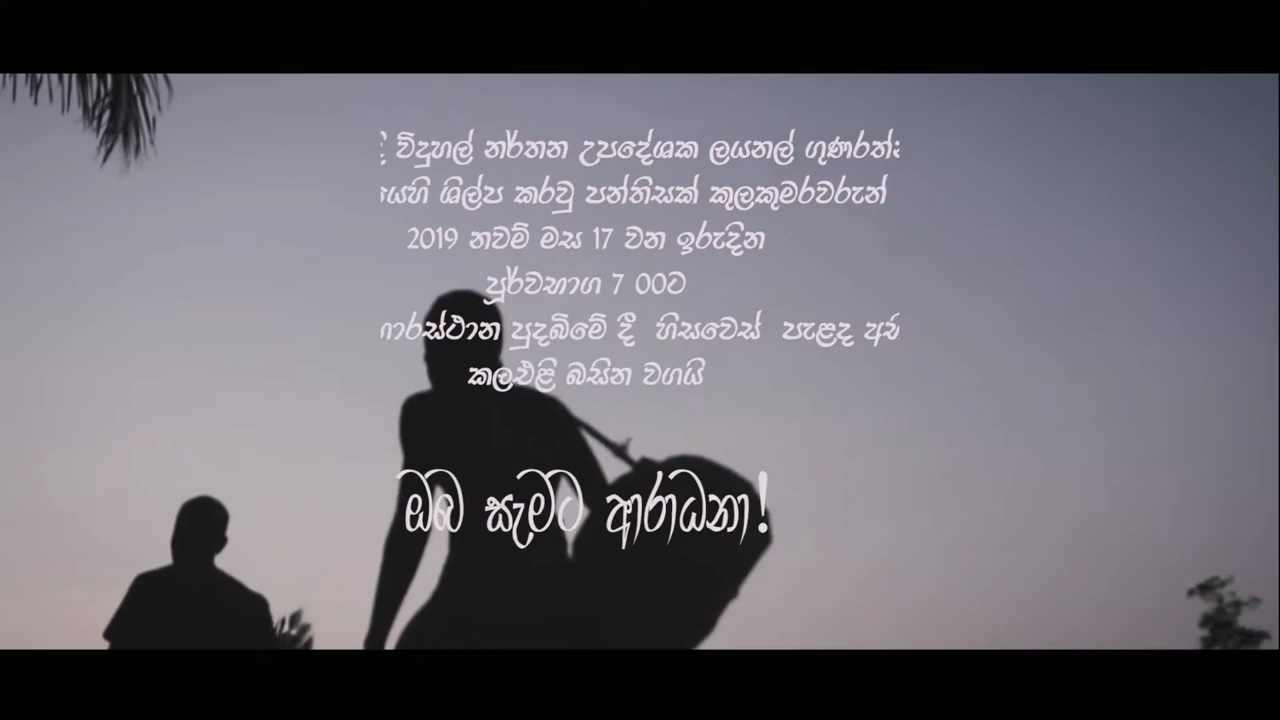 විදුහල් නර්තන උපදේශක ලයනල් ගුණරත්
ශිල්ප කරවූ පන්තිසක් කුලකුමරවරුන්
2019 නවම් මස 17 වන ඉරුදින
පූර්වභාග 7 00ට
පුදබිමේ දී හිසවෙස් පැළඳ
කලඑළි බසින වගයි
ඔබ සැමට ආරාධනා!